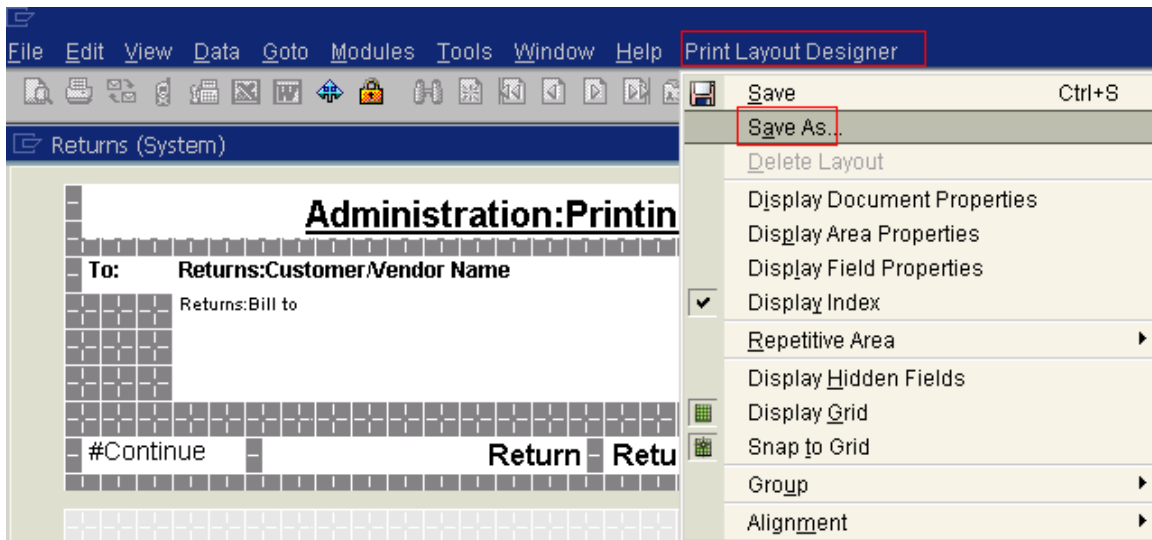 File Edit View Data Goto Modules Tools Window Help Print Layout Designer
Save Ctrl+S
Save As...
Delete Layout
Display Document Properties
Display Area Properties
Display Field Properties
Display Index
Repetitive Area
Display Hidden Fields
Display Grid
Snap to Grid
Group
Alignment
Returns (System)
Administration:Printin
To: Returns:Customer/Vendor Name
Returns:Bill to
#Continue Return Retu